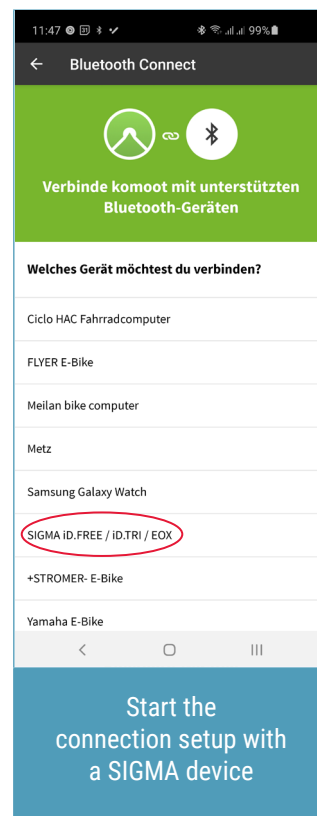 11:47 31 99%
Bluetooth Connect
Verbinde komoot mit unterstützten
Bluetooth-Geräten
Welches Gerät möchtest du verbinden?
Ciclo HAC Fahrradcomputer
FLYER E-Bike
Meilan bike computer
Metz
Samsung Galaxy Watch
SIGMA iD.FREE / iD.TRI / EOX
+STROMER- E-Bike
Yamaha E-Bike
Start the
connection setup with
a SIGMA device